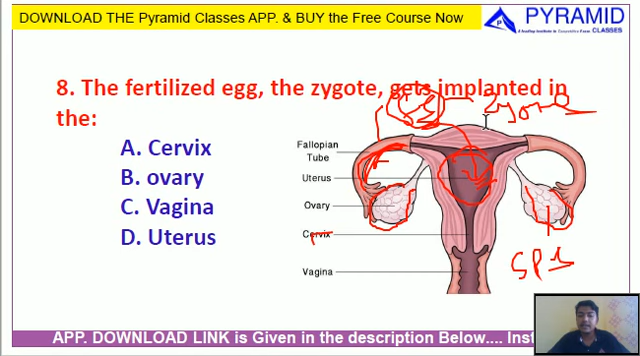 DOWNLOAD THE Pyramid Classes APP. & BUY the Free Course Now
PYRAMID
CLASSES
8. The fertilized egg, the zygote, gets implanted in
the:
A. Cervix
B. ovary
C. Vagina
D. Uterus
Fallopian
Tube
Uterus
Ovary
Cervix
Vagina
Zygote
APP. DOWNLOAD LINK is Given in the description Below.... Inst